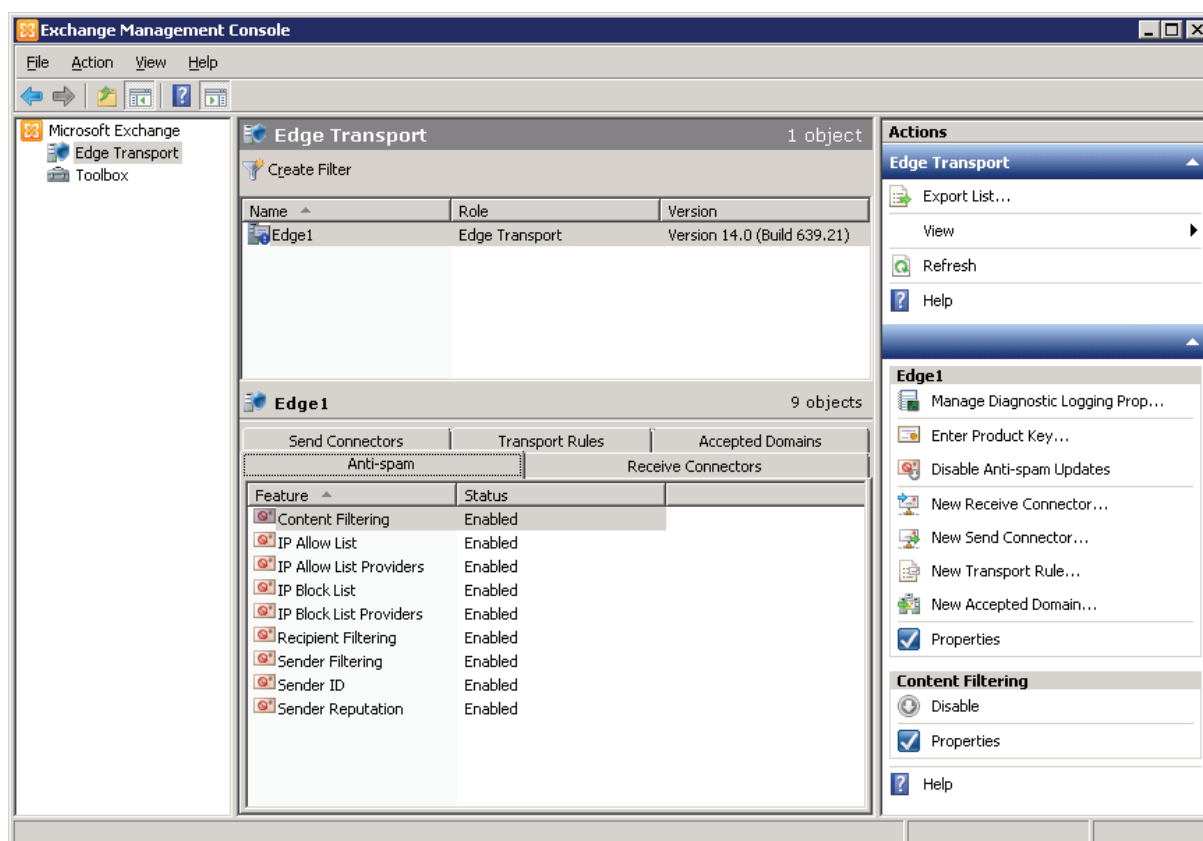 Exchange Management Console
File Action View Help
Microsoft Exchange
Edge Transport
Toolbox
Edge Transport 1 object
Create Filter
Name Role Version
Edge1 Edge Transport Version 14.0 (Build 639.21)
Edge1 9 objects
Send Connectors Transport Rules Accepted Domains
Anti-spam Receive Connectors
Feature Status
Content Filtering Enabled
IP Allow List Enabled
IP Allow List Providers Enabled
IP Block List Enabled
IP Block List Providers Enabled
Recipient Filtering Enabled
Sender Filtering Enabled
Sender ID Enabled
Sender Reputation Enabled
Actions
Edge Transport
Export List...
View
Refresh
Help
Edge1
Manage Diagnostic Logging Prop...
Enter Product Key...
Disable Anti-spam Updates
New Receive Connector...
New Send Connector...
New Transport Rule...
New Accepted Domain...
Properties
Content Filtering
Disable
Properties
Help